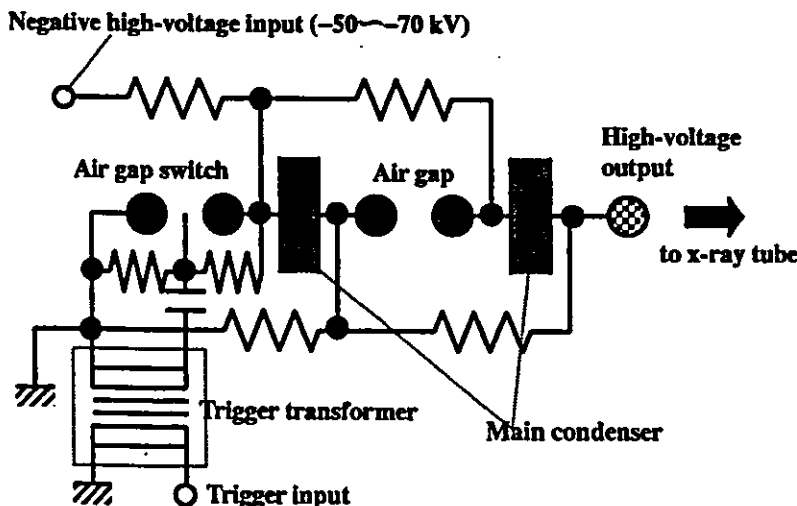 Negative high-voltage input (−50~−70 kV)
High-voltage
output
Air gap switch
Air gap
to x-ray tube
Trigger transformer
Main condenser
Trigger input